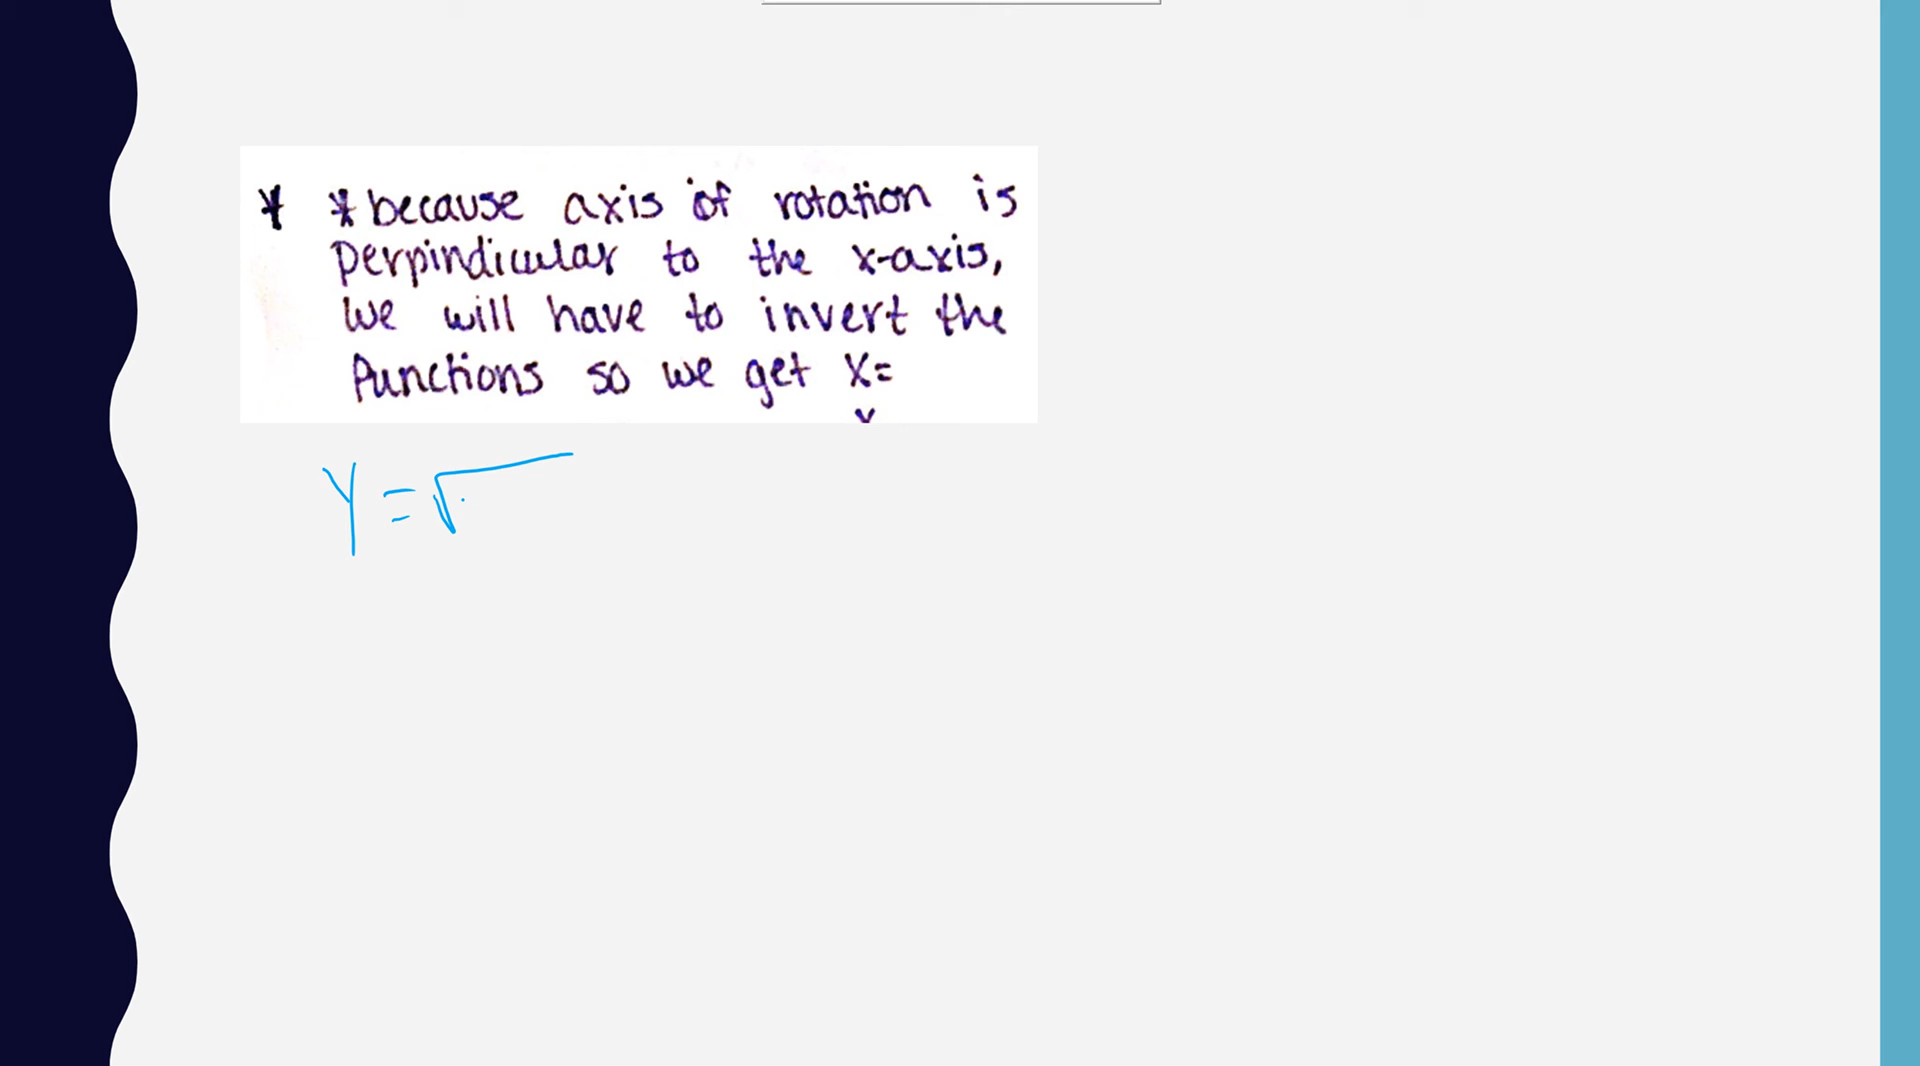 * *because axis of rotation is
perpindicular to the x-axis,
we will have to invert the
functions so we get x=
Y = √